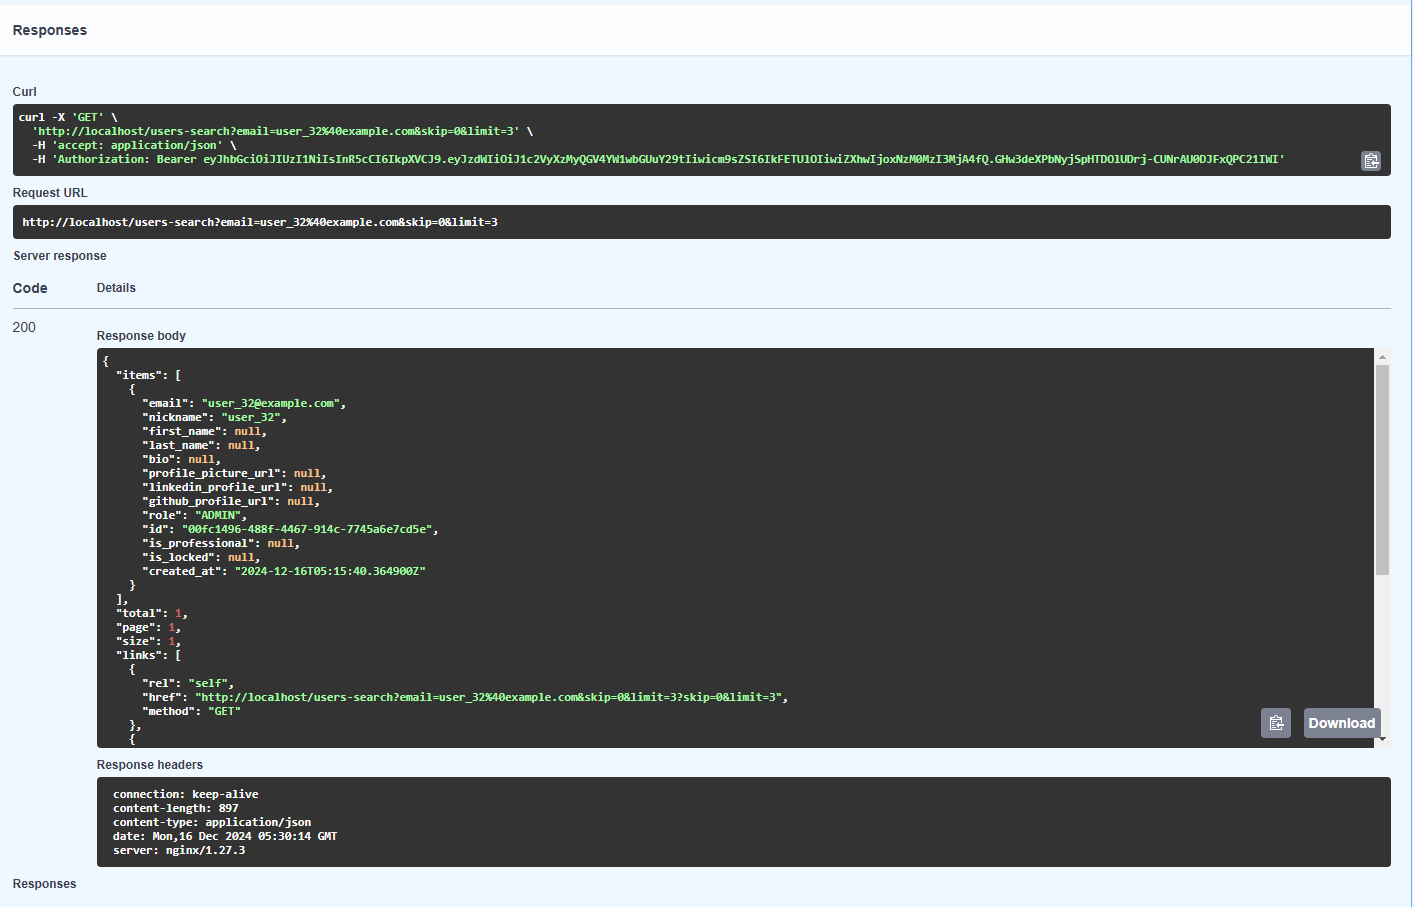 Responses
Curl
curl -X 'GET' \
  'http://localhost/users-search?email=user_32%40example.com&skip=0&limit=3' \
  -H 'accept: application/json' \
  -H 'Authorization: Bearer eyJhbGciOiJIUzI1NiIsInR5cCI6IkpXVCJ9.eyJzdWIiOiJ1c2VyXzMyQGV4YW1wbGUuY29tIiwicm9sZSI6IkFETUlOIiwiZXhwIjoxNzM0MzI3MjA4fQ.GHw3deXPbNyjSpHTDOlUDrj-CUNrAU0DJFxQPC21IWI'
Request URL
http://localhost/users-search?email=user_32%40example.com&skip=0&limit=3
Server response
Code Details
200
Response body
{
  "items": [
    {
      "email": "user_32@example.com",
      "nickname": "user_32",
      "first_name": null,
      "last_name": null,
      "bio": null,
      "profile_picture_url": null,
      "linkedin_profile_url": null,
      "github_profile_url": null,
      "role": "ADMIN",
      "id": "00fc1496-488f-4467-914c-7745a6e7cd5e",
      "is_professional": null,
      "is_locked": null,
      "created_at": "2024-12-16T05:15:40.364900Z"
    }
  ],
  "total": 1,
  "page": 1,
  "size": 1,
  "links": [
    {
      "rel": "self",
      "href": "http://localhost/users-search?email=user_32%40example.com&skip=0&limit=3?skip=0&limit=3",
      "method": "GET"
    },
    {
Download
Response headers
connection: keep-alive
content-length: 897
content-type: application/json
date: Mon,16 Dec 2024 05:30:14 GMT
server: nginx/1.27.3
Responses